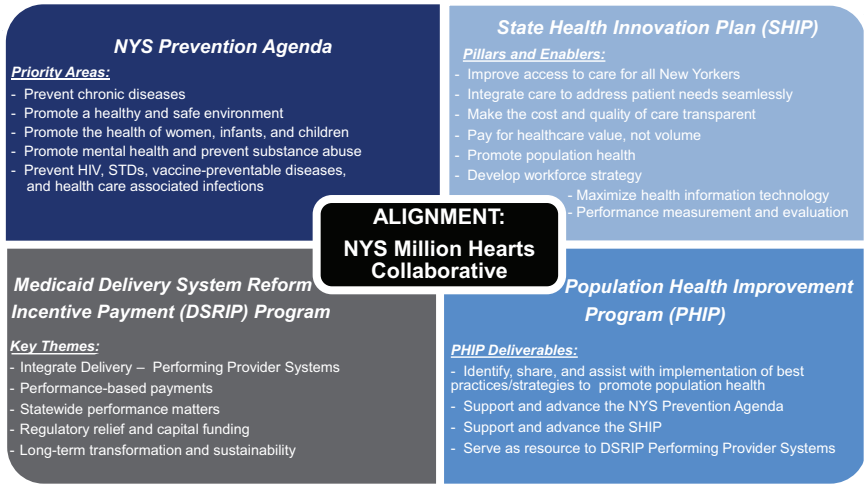 NYS Prevention Agenda
Priority Areas:
- Prevent chronic diseases
- Promote a healthy and safe environment
- Promote the health of women, infants, and children
- Promote mental health and prevent substance abuse
- Prevent HIV, STDs, vaccine-preventable diseases,
and health care associated infections
State Health Innovation Plan (SHIP)
Pillars and Enablers:
- Improve access to care for all New Yorkers
- Integrate care to address patient needs seamlessly
- Make the cost and quality of care transparent
- Pay for healthcare value, not volume
- Promote population health
- Develop workforce strategy
- Maximize health information technology
- Performance measurement and evaluation
ALIGNMENT:
NYS Million Hearts
Collaborative
Medicaid Delivery System Reform
Incentive Payment (DSRIP) Program
Key Themes:
- Integrate Delivery – Performing Provider Systems
- Performance-based payments
- Statewide performance matters
- Regulatory relief and capital funding
- Long-term transformation and sustainability
Population Health Improvement
Program (PHIP)
PHIP Deliverables:
- Identify, share, and assist with implementation of best
practices/strategies to promote population health
- Support and advance the NYS Prevention Agenda
- Support and advance the SHIP
- Serve as resource to DSRIP Performing Provider Systems